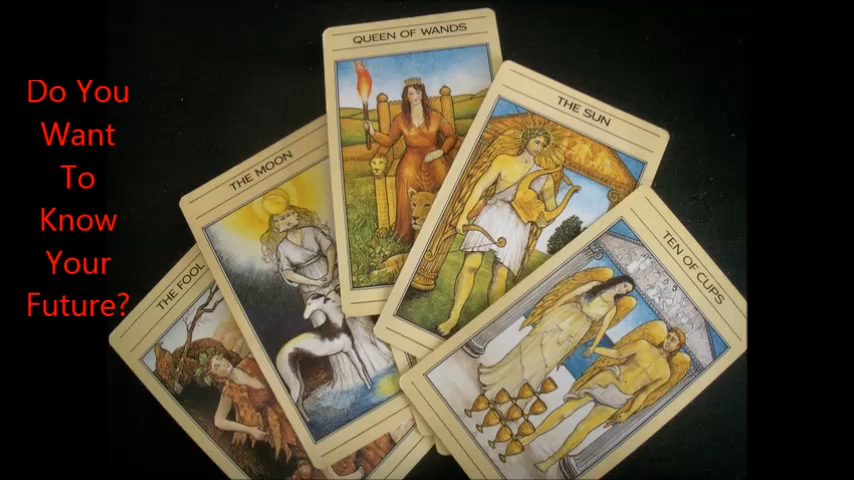 Do You
Want
To
Know
Your
Future?
THE FOOL
THE MOON
QUEEN OF WANDS
THE SUN
TEN OF CUPS